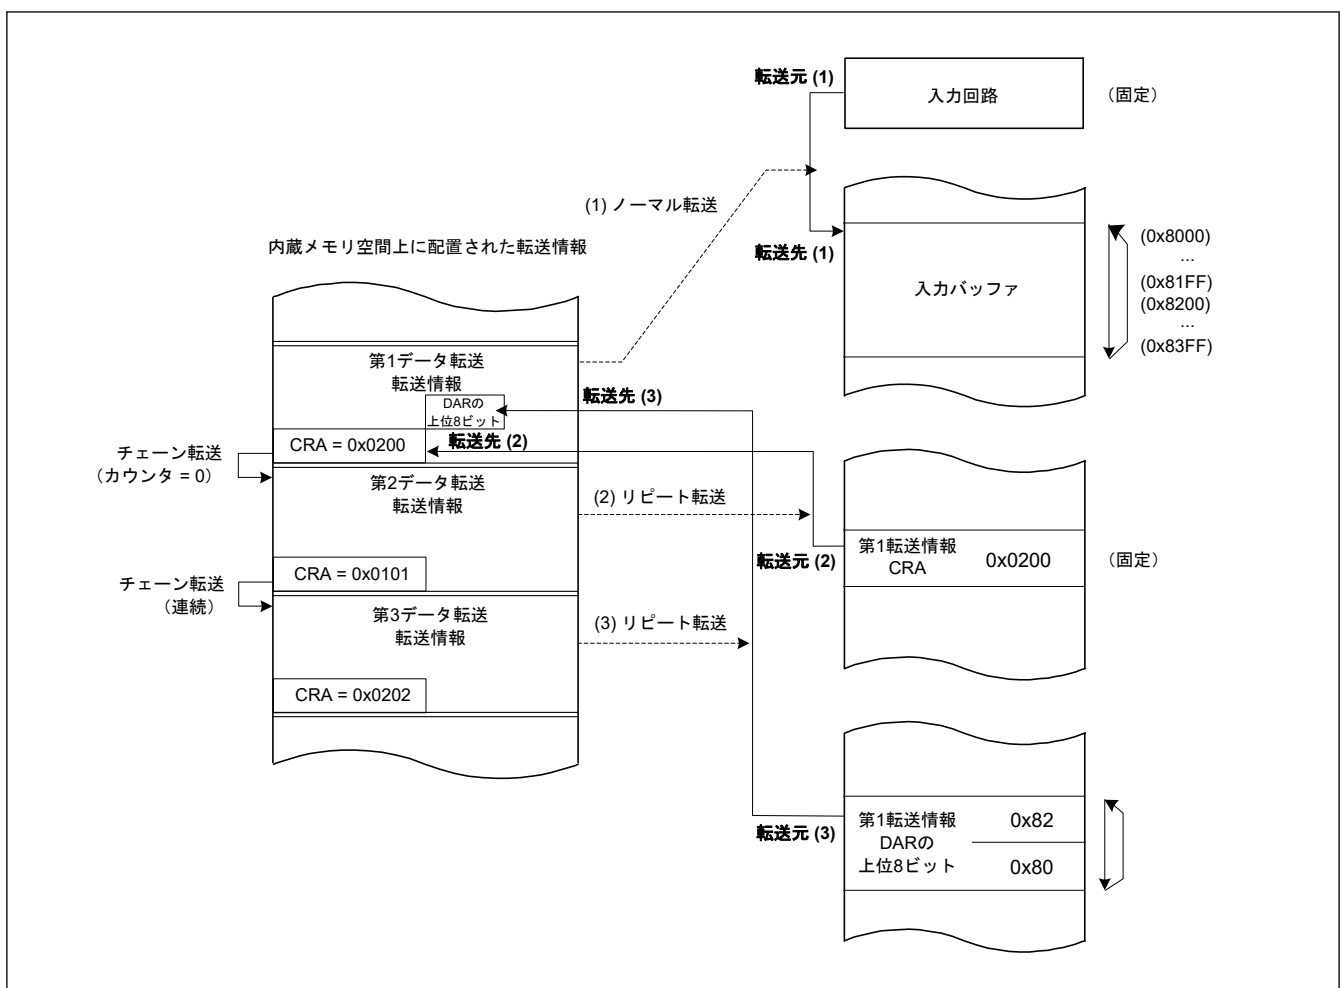 転送元 (1)
入力回路
（固定）
(1) ノーマル転送
転送先 (1)
入力バッファ
(0x8000)
...
(0x81FF)
(0x8200)
...
(0x83FF)
内蔵メモリ空間上に配置された転送情報
第1データ転送
転送情報
DARの
上位8ビット
転送先 (3)
CRA = 0x0200
転送先 (2)
チェーン転送
（カウンタ = 0）
第2データ転送
転送情報
(2) リピート転送
転送元 (2)
第1転送情報
CRA
0x0200
（固定）
CRA = 0x0101
チェーン転送
（連続）
第3データ転送
転送情報
(3) リピート転送
CRA = 0x0202
転送元 (3)
第1転送情報
DARの
上位8ビット
0x82
0x80